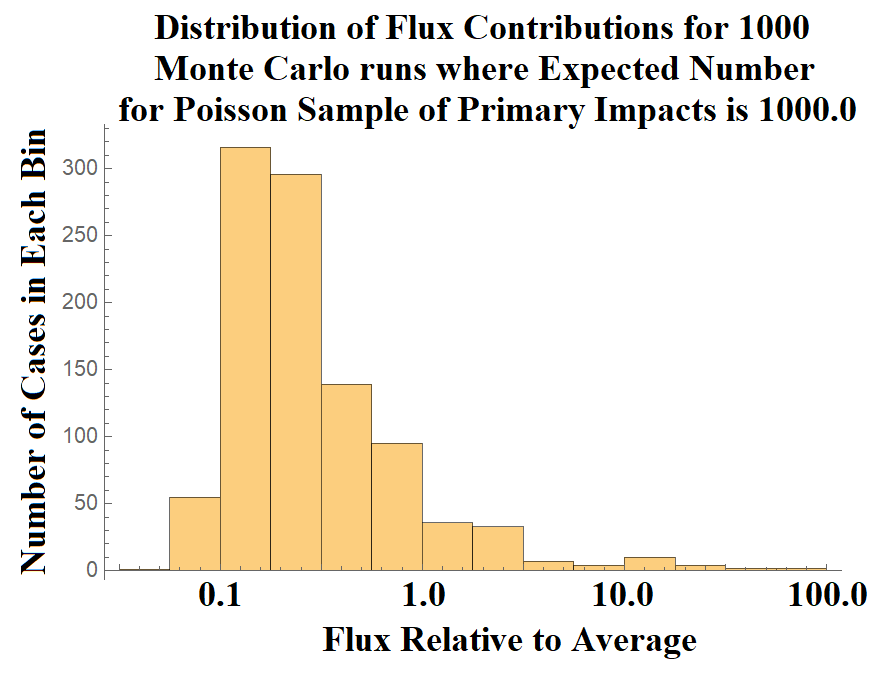 Distribution of Flux Contributions for 1000
Monte Carlo runs where Expected Number
for Poisson Sample of Primary Impacts is 1000.0
Number of Cases in Each Bin
300
250
200
150
100
50
0
0.1 1.0 10.0 100.0
Flux Relative to Average